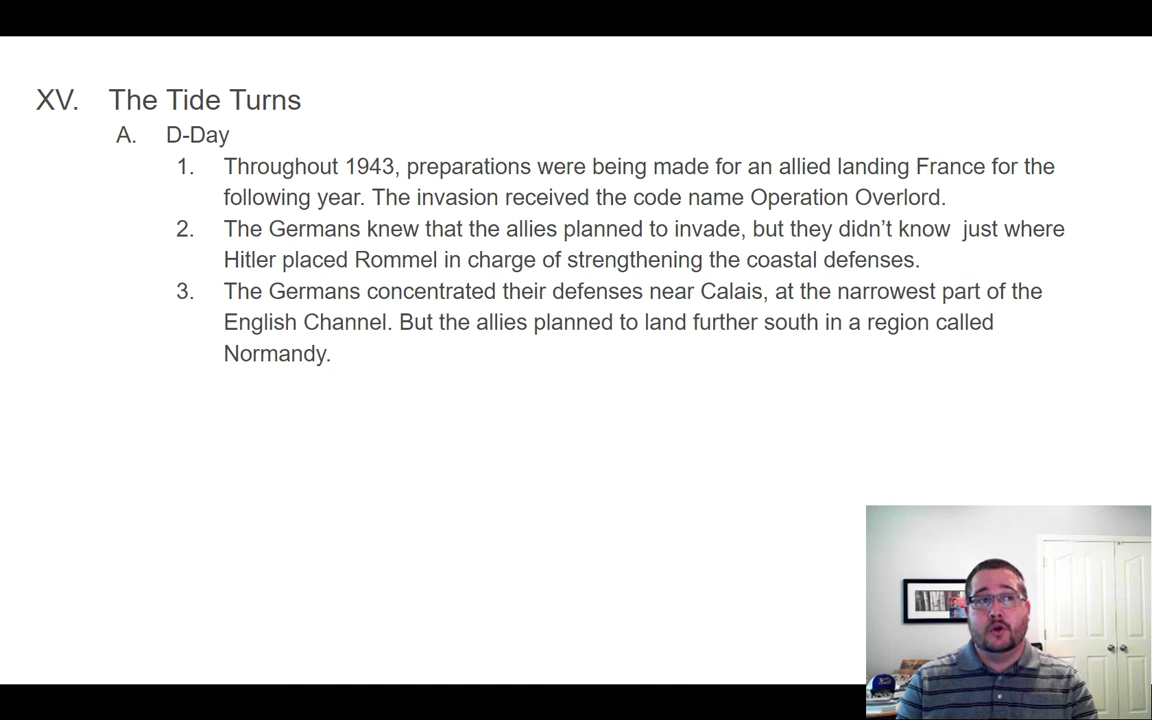 XV. The Tide Turns
A. D-Day
1. Throughout 1943, preparations were being made for an allied landing France for the
following year. The invasion received the code name Operation Overlord.
2. The Germans knew that the allies planned to invade, but they didn’t know  just where
Hitler placed Rommel in charge of strengthening the coastal defenses.
3. The Germans concentrated their defenses near Calais, at the narrowest part of the
English Channel. But the allies planned to land further south in a region called
Normandy.